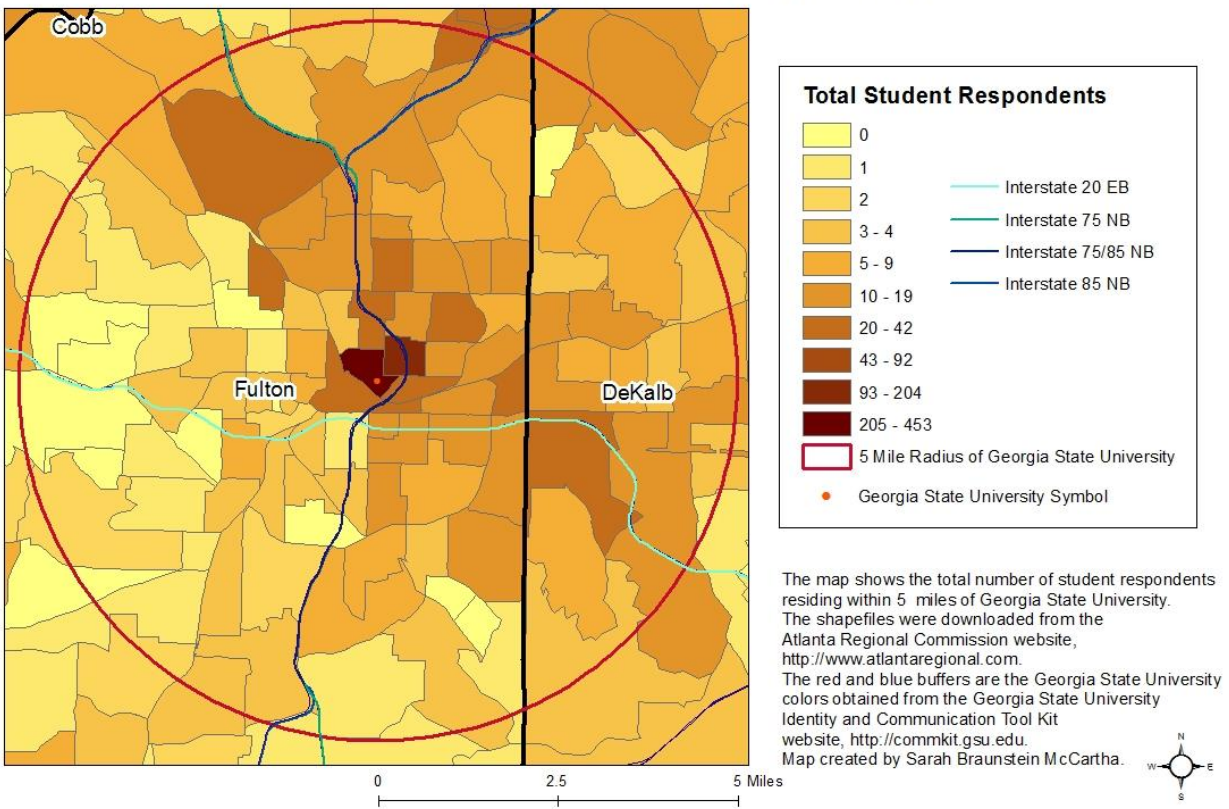 Cobb
Fulton
DeKalb
Total Student Respondents
0
1
2
3 - 4
5 - 9
10 - 19
20 - 42
43 - 92
93 - 204
205 - 453
5 Mile Radius of Georgia State University
Georgia State University Symbol
Interstate 20 EB
Interstate 75 NB
Interstate 75/85 NB
Interstate 85 NB
The map shows the total number of student respondents
residing within 5 miles of Georgia State University.
The shapefiles were downloaded from the
Atlanta Regional Commission website,
http://www.atlantaregional.com.
The red and blue buffers are the Georgia State University
colors obtained from the Georgia State University
Identity and Communication Tool Kit
website, http://commkit.gsu.edu.
Map created by Sarah Braunstein McCartha.
N
W E
S
0 2.5 5 Miles